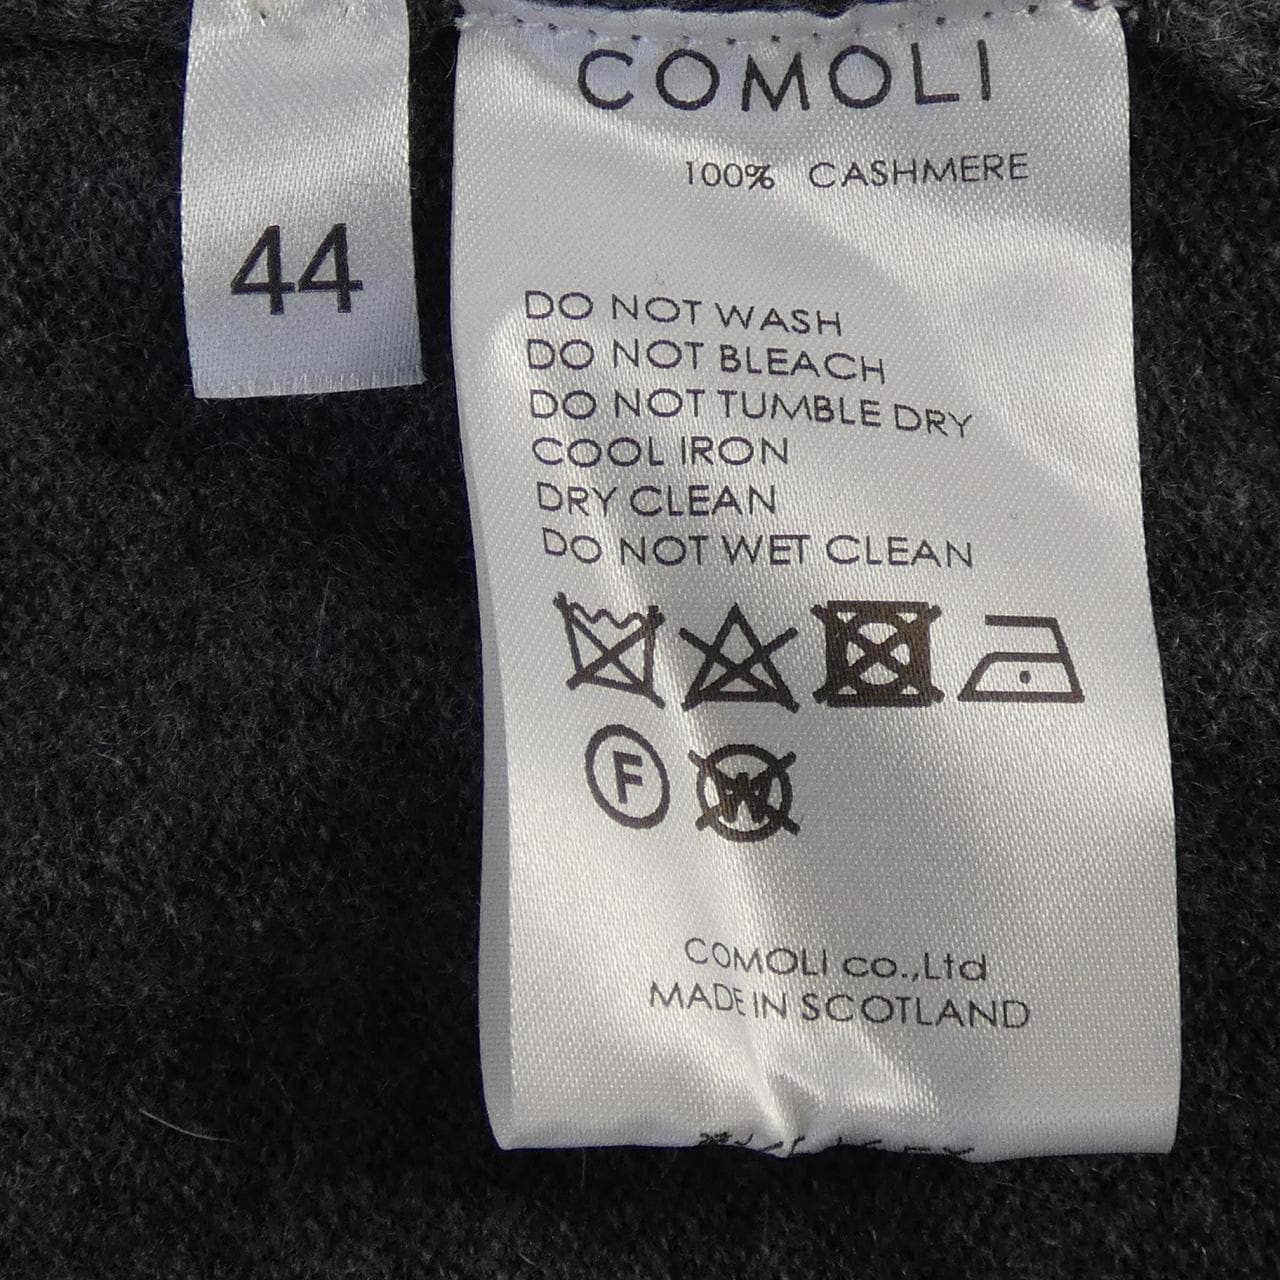 44
COMOLI
100% CASHMERE
DO NOT WASH
DO NOT BLEACH
DO NOT TUMBLE DRY
COOL IRON
DRY CLEAN
DO NOT WET CLEAN
F
W
COMOLI co.,Ltd
MADE IN SCOTLAND